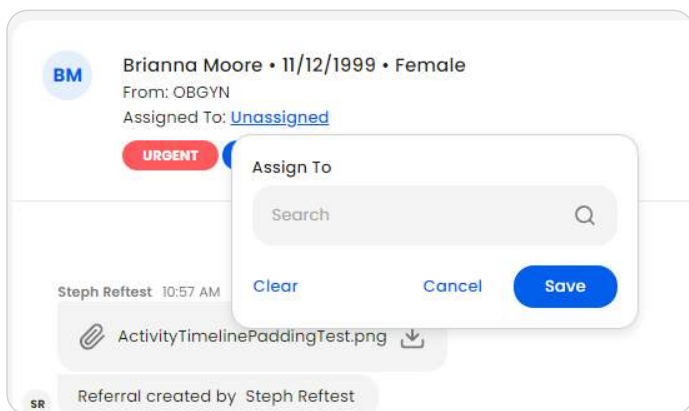 BM
Brianna Moore • 11/12/1999 • Female
From: OBGYN
Assigned To: Unassigned
URGENT
Assign To
Search
Clear Cancel Save
Steph Reftest 10:57 AM
ActivityTimelinePaddingTest.png
SR
Referral created by Steph Reftest